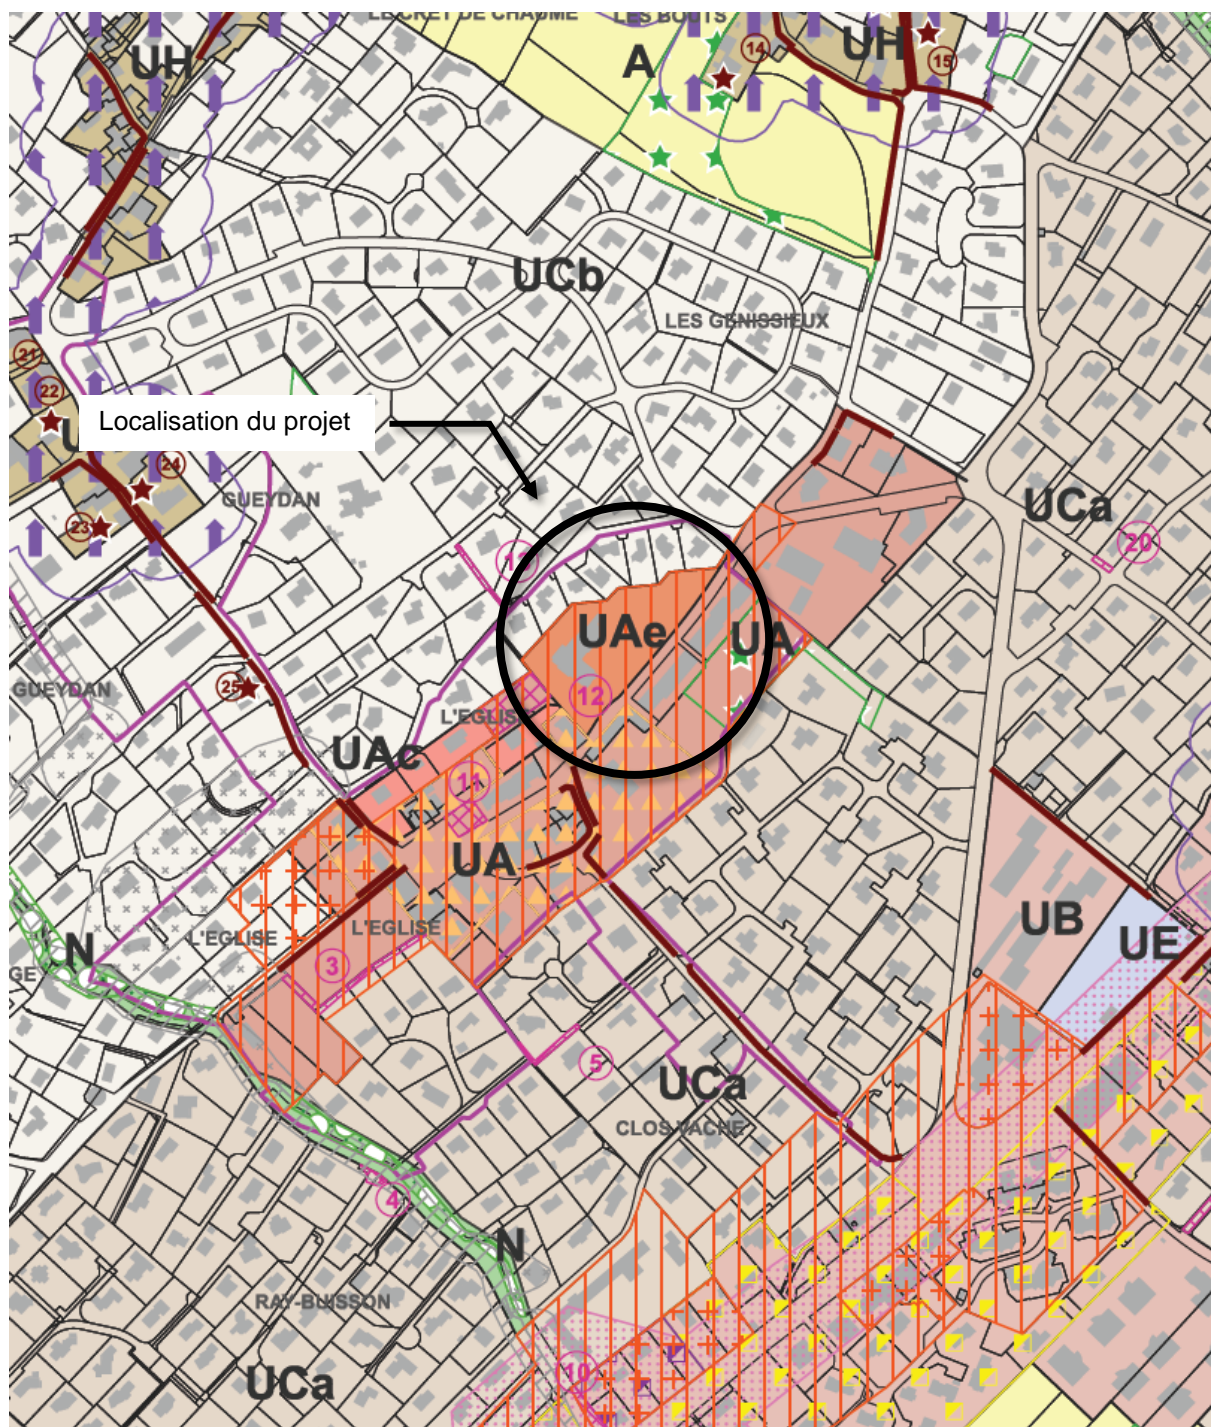 LE CRET DE CHAUME
LES BOUTS
UH
A
14
UH
15
UCb
LES GENISSIEUX
21
22
Localisation du projet
24
GUEYDAN
23
UCa
20
13
UAe
UA
GUEYDAN
25
12
L'EGLISE
UAc
11
UA
L'EGLISE
L'EGLISE
UB
UE
N
GE
3
5
UCa
CLOS VACHE
4
N
RAY-BUISSON
UCa
10